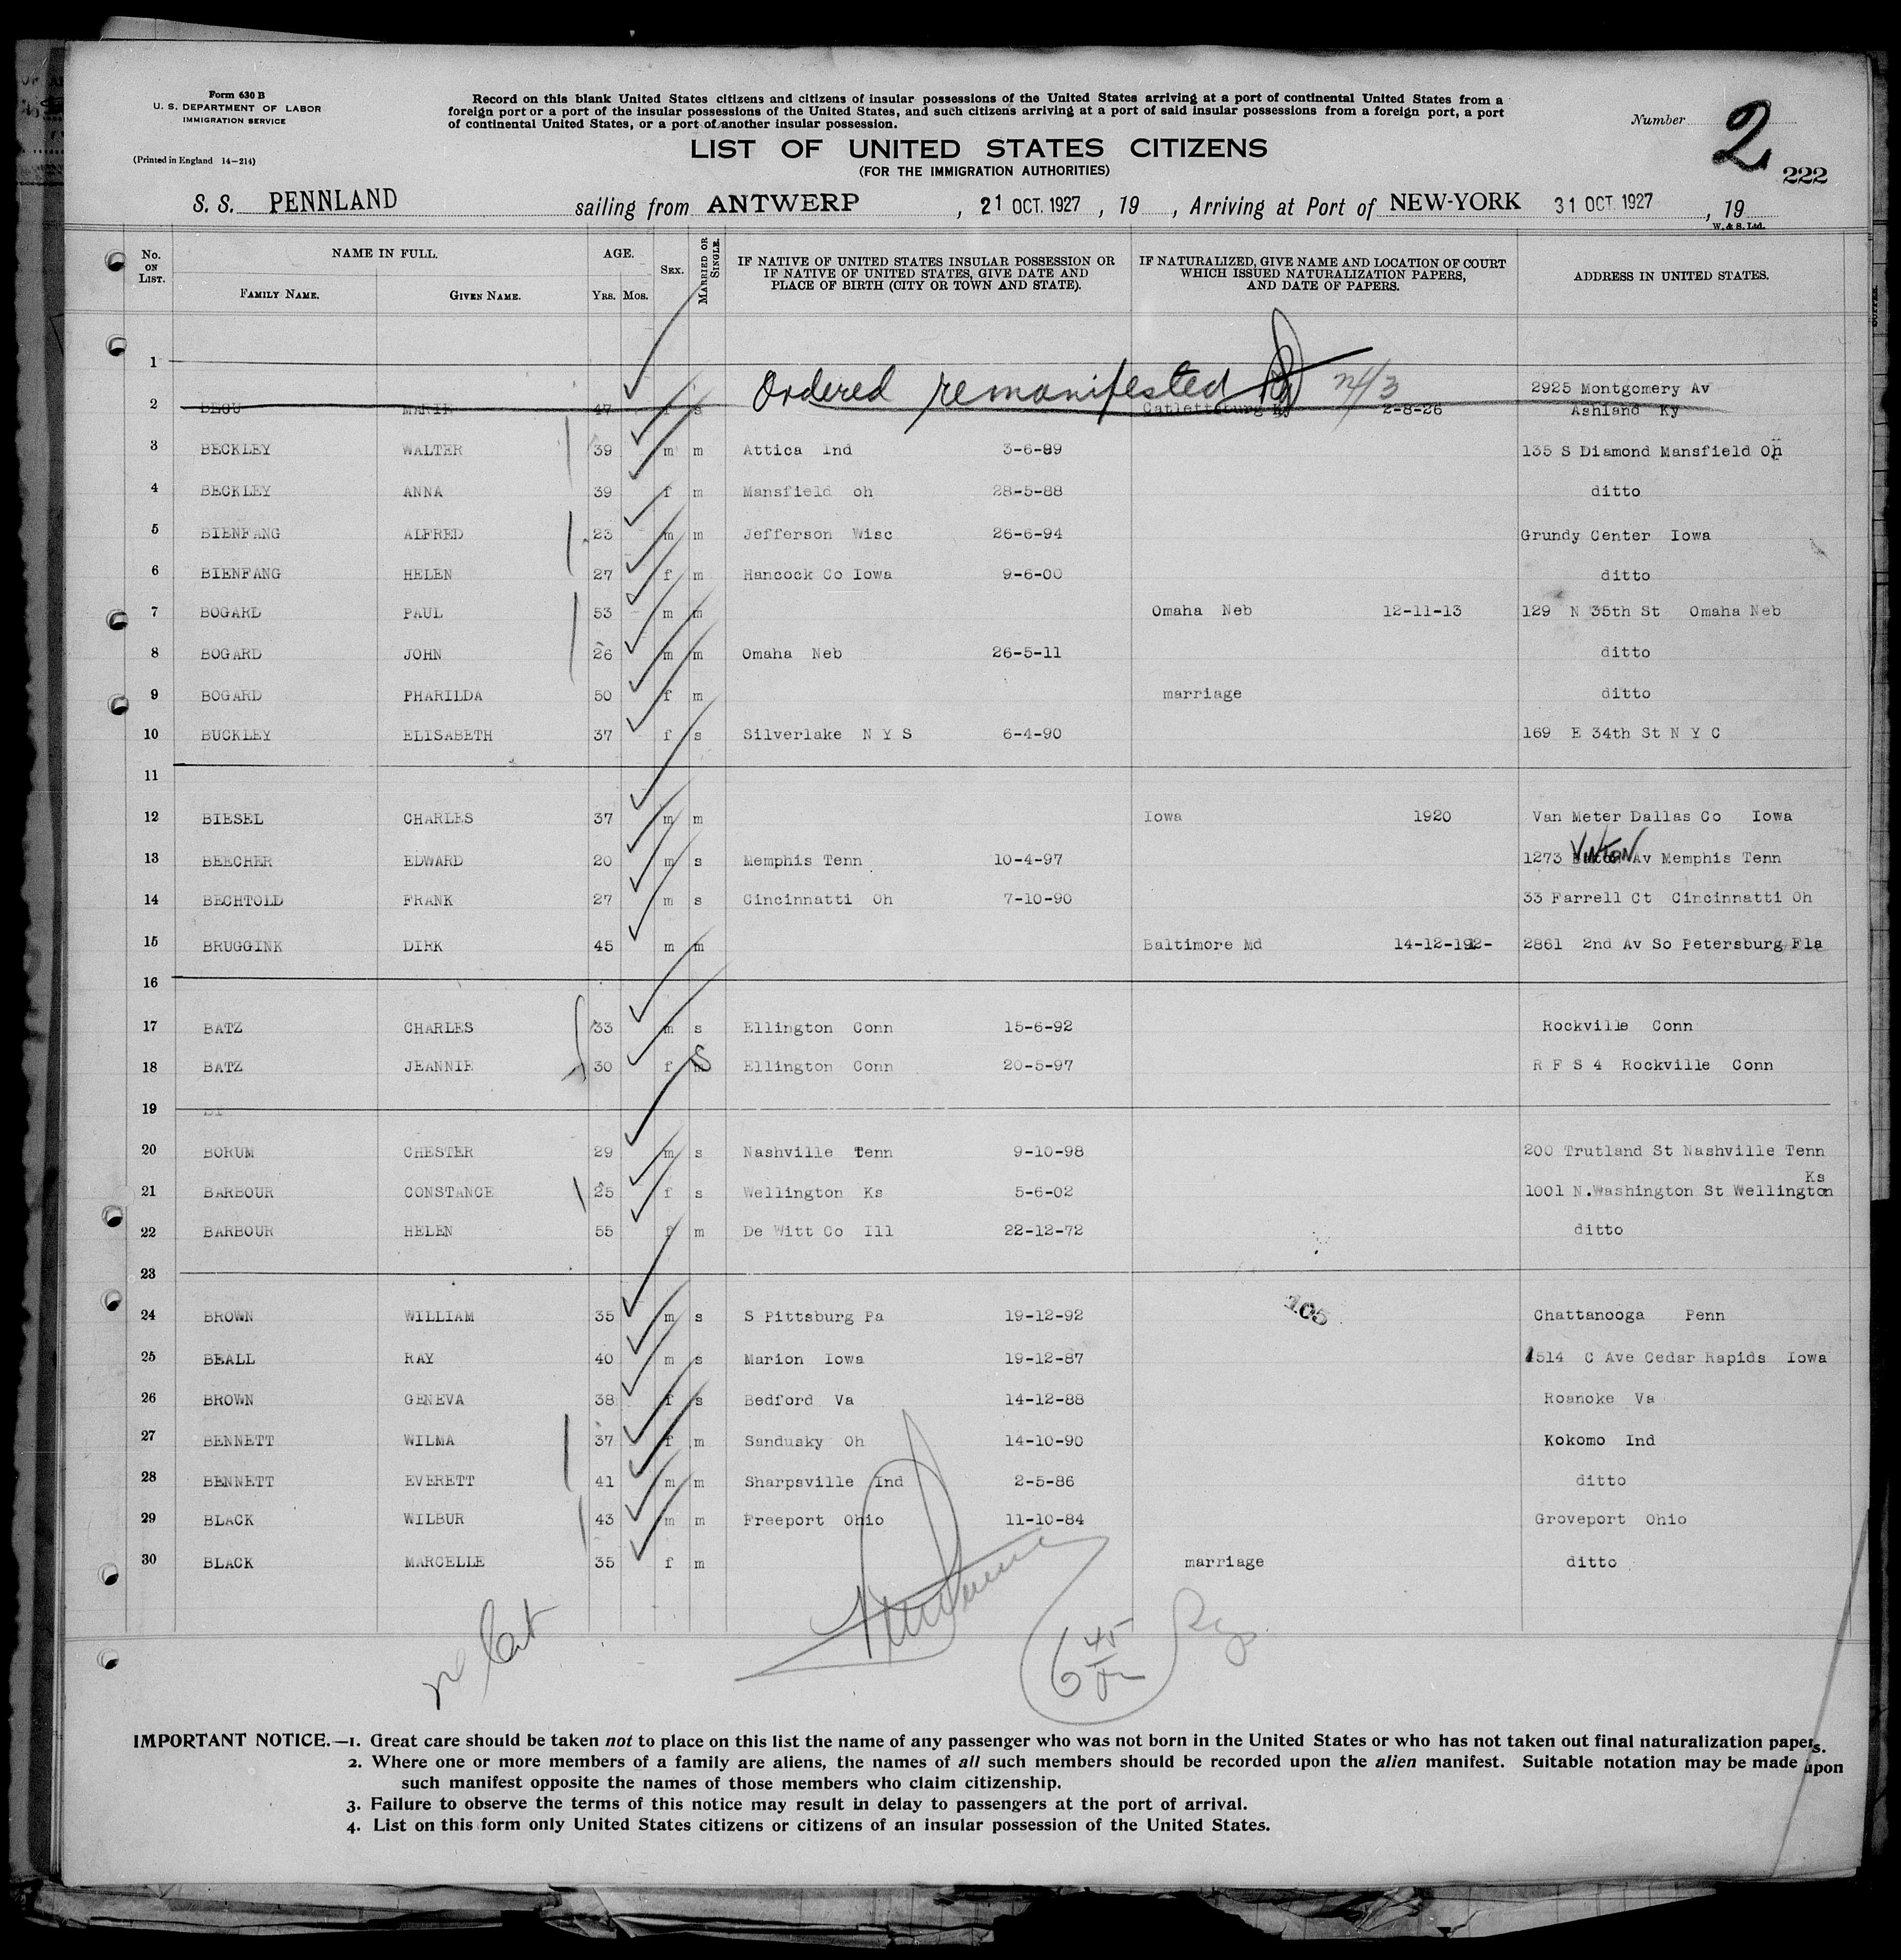 Form 630 B
U. S. DEPARTMENT OF LABOR
IMMIGRATION SERVICE
(Printed in England 14—214)
Record on this blank United States citizens and citizens of insular possessions of the United States arriving at a port of continental United States from a
foreign port or a port of the insular possessions of the United States, and such citizens arriving at a port of said insular possessions from a foreign port, a port
of continental United States, or a port of another insular possession.
Number 2
222
LIST OF UNITED STATES CITIZENS
(FOR THE IMMIGRATION AUTHORITIES)
S. S. PENNLAND sailing from ANTWERP , 21 OCT. 1927 , 19 , Arriving at Port of NEW-YORK 31 OCT 1927 , 19
W. & S. Ltd.
No. ON LIST. NAME IN FULL. FAMILY NAME. GIVEN NAME. AGE. YRS. MOS. SEX. MARRIED OR SINGLE. IF NATIVE OF UNITED STATES INSULAR POSSESSION OR IF NATIVE OF UNITED STATES, GIVE DATE AND PLACE OF BIRTH (CITY OR TOWN AND STATE). IF NATURALIZED, GIVE NAME AND LOCATION OF COURT WHICH ISSUED NATURALIZATION PAPERS, AND DATE OF PAPERS. ADDRESS IN UNITED STATES.
1
Ordered remanifested 24/3 2925 Montgomery Av
2 MARIE 47 f s Catlettsburg Ky 2-8-26 Ashland Ky
3 BECKLEY WALTER 39 m m Attica Ind 3-6-89 135 S Diamond Mansfield Oh
4 BECKLEY ANNA 39 f m Mansfield oh 28-5-88 ditto
5 BIENFANG ALFRED 23 m m Jefferson Wisc 26-6-94 Grundy Center Iowa
6 BIENFANG HELEN 27 f m Hancock Co Iowa 9-6-00 ditto
7 BOGARD PAUL 53 m m Omaha Neb 12-11-13 129 N 35th St Omaha Neb
8 BOGARD JOHN 26 m m Omaha Neb 26-5-11 ditto
9 BOGARD PHARILDA 50 f m marriage ditto
10 BUCKLEY ELISABETH 37 f s Silverlake N Y S 6-4-90 169 E 34th St N Y C
11
12 BIESEL CHARLES 37 m m Iowa 1920 Van Meter Dallas Co Iowa
13 BEECHER EDWARD 20 m s Memphis Tenn 10-4-97 1273 VINTON Av Memphis Tenn
14 BECHTOLD FRANK 27 m s Cincinnatti Oh 7-10-90 33 Farrell Ct Cincinnatti Oh
15 BRUGGINK DIRK 45 m m Baltimore Md 14-12-192- 2861 2nd Av So Petersburg Fla
16
17 BATZ CHARLES 33 m s Ellington Conn 15-6-92 Rockville Conn
18 BATZ JEANNIE 30 f S Ellington Conn 20-5-97 R F S 4 Rockville Conn
19 BI
20 BORUM CHESTER 29 m s Nashville Tenn 9-10-98 200 Trutland St Nashville Tenn
21 BARBOUR CONSTANCE 25 f s Wellington Ks 5-6-02 1001 N.Washington St Wellington Ks
22 BARBOUR HELEN 55 f m De Witt Co Ill 22-12-72 ditto
23
24 BROWN WILLIAM 35 m s S Pittsburg Pa 19-12-92 105 Chattanooga Penn
25 BEALL RAY 40 m s Marion Iowa 19-12-87 1514 C Ave Cedar Rapids Iowa
26 BROWN GENEVA 38 f s Bedford Va 14-12-88 Roanoke Va
27 BENNETT WILMA 37 f m Sandusky Oh 14-10-90 Kokomo Ind
28 BENNETT EVERETT 41 m m Sharpsville Ind 2-5-86 ditto
29 BLACK WILBUR 43 m m Freeport Ohio 11-10-84 Groveport Ohio
30 BLACK MARCELLE 35 f m marriage ditto
IMPORTANT NOTICE.—1. Great care should be taken not to place on this list the name of any passenger who was not born in the United States or who has not taken out final naturalization papers.
2. Where one or more members of a family are aliens, the names of all such members should be recorded upon the alien manifest. Suitable notation may be made upon
such manifest opposite the names of those members who claim citizenship.
3. Failure to observe the terms of this notice may result in delay to passengers at the port of arrival.
4. List on this form only United States citizens or citizens of an insular possession of the United States.